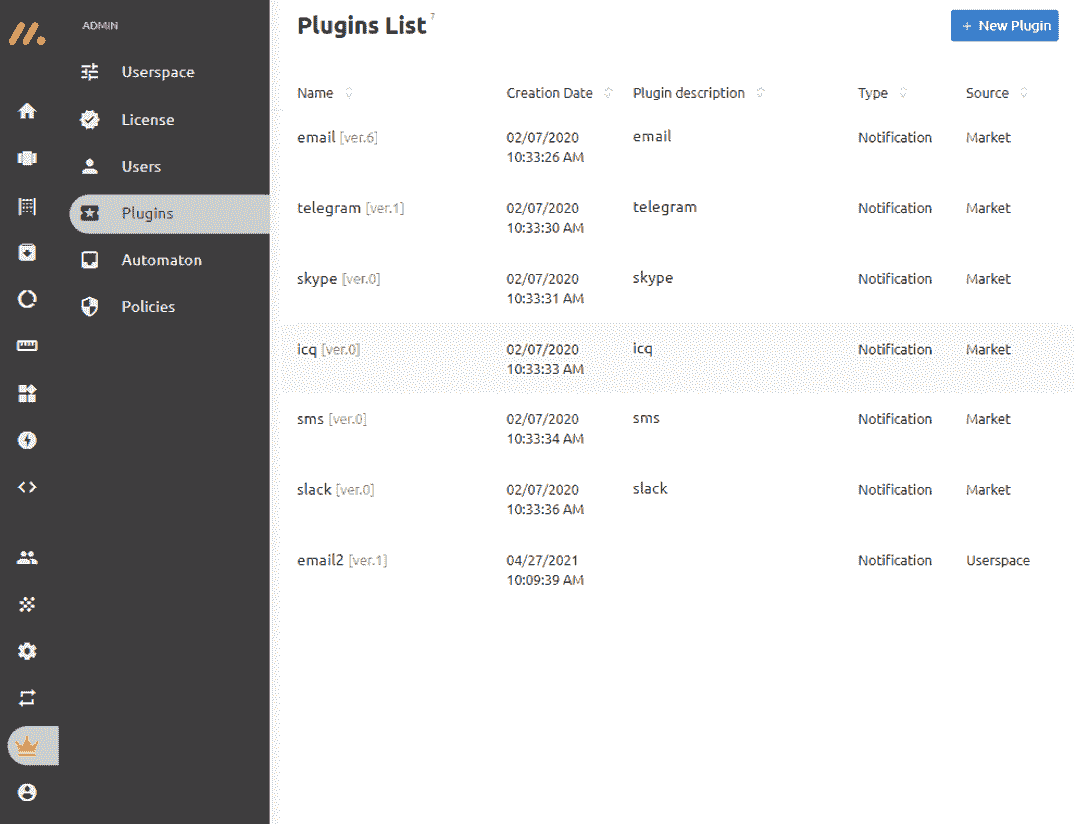 ADMIN
Userspace
License
Users
Plugins
Automaton
Policies
Plugins List 7
+ New Plugin
Name Creation Date Plugin description Type Source
email [ver.6] 02/07/2020 email Notification Market
10:33:26 AM
telegram [ver.1] 02/07/2020 telegram Notification Market
10:33:30 AM
skype [ver.0] 02/07/2020 skype Notification Market
10:33:31 AM
icq [ver.0] 02/07/2020 icq Notification Market
10:33:33 AM
sms [ver.0] 02/07/2020 sms Notification Market
10:33:34 AM
slack [ver.0] 02/07/2020 slack Notification Market
10:33:36 AM
email2 [ver.1] 04/27/2021 Notification Userspace
10:09:39 AM